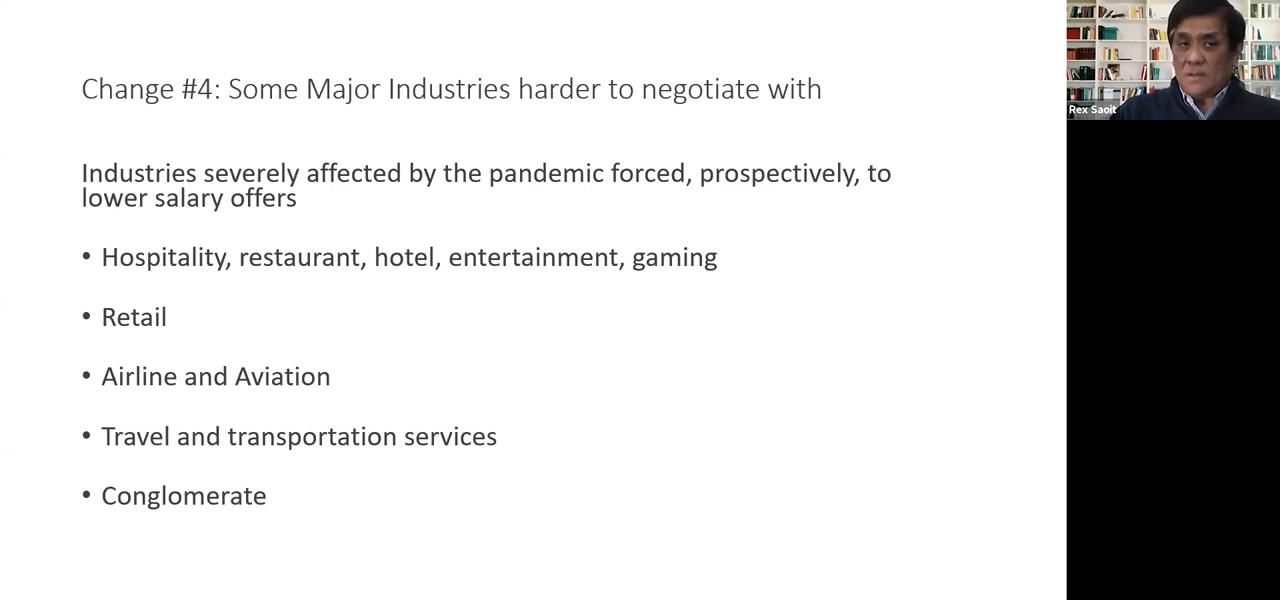 Change #4: Some Major Industries harder to negotiate with
Rex Saoit
Industries severely affected by the pandemic forced, prospectively, to
lower salary offers
• Hospitality, restaurant, hotel, entertainment, gaming
• Retail
• Airline and Aviation
• Travel and transportation services
• Conglomerate